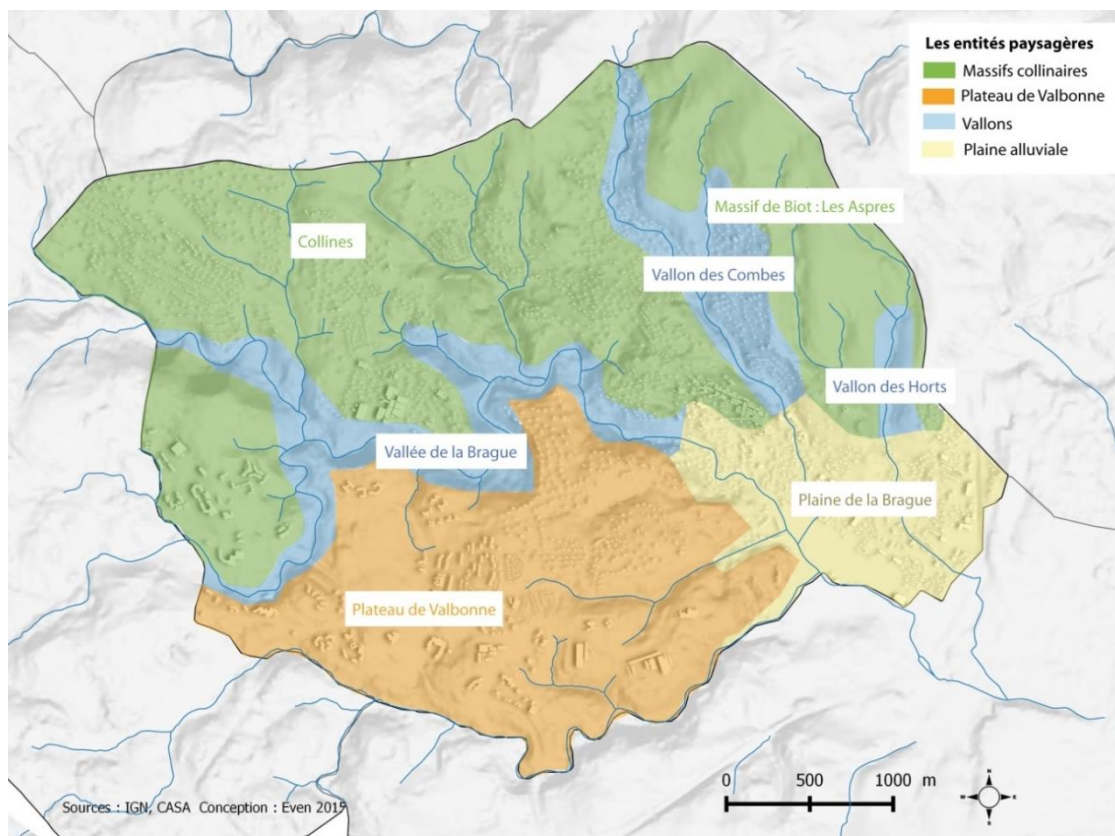 Les entités paysagères
Massifs collinaires
Plateau de Valbonne
Vallons
Plaine alluviale
Massif de Biot : Les Aspres
Collines
Vallon des Combes
Vallon des Horts
Vallée de la Brague
Plaine de la Brague
Plateau de Valbonne
0 500 1000 m
Sources : IGN, CASA Conception : Even 2015